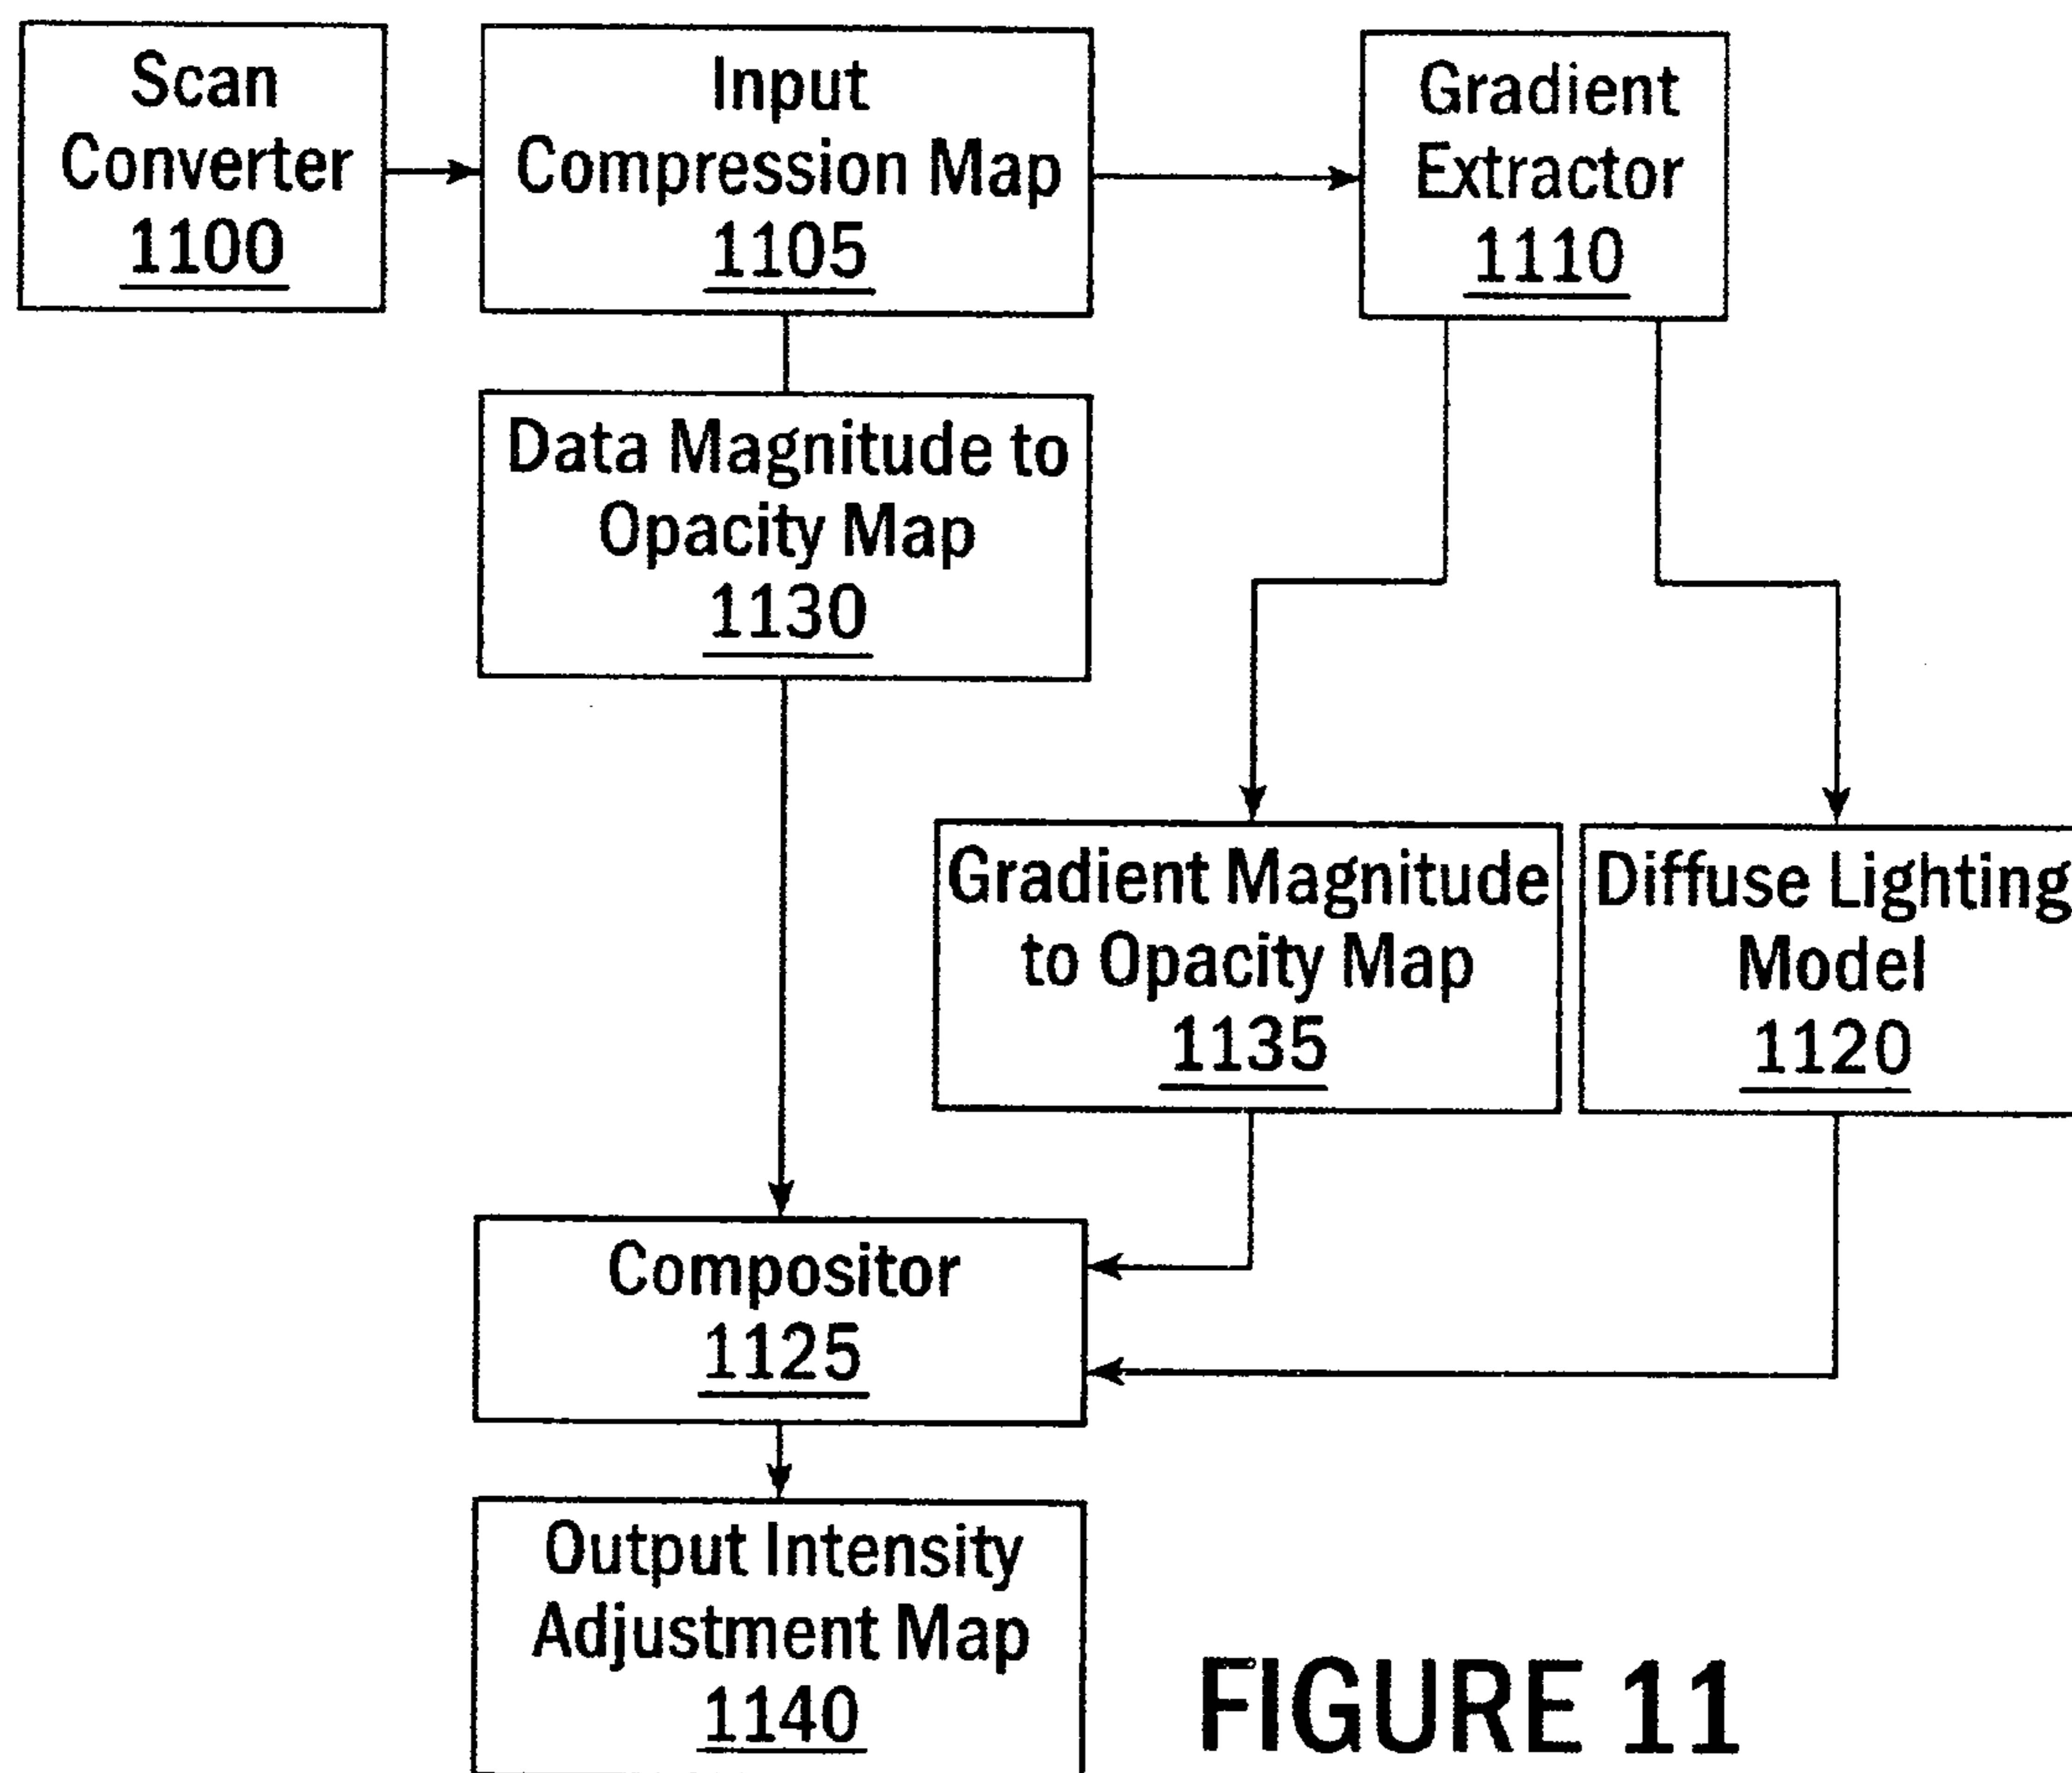 Scan
Converter
1100
Input
Compression Map
1105
Gradient
Extractor
1110
Data Magnitude to
Opacity Map
1130
Gradient Magnitude
to Opacity Map
1135
Diffuse Lighting
Model
1120
Compositor
1125
Output Intensity
Adjustment Map
1140
FIGURE 11